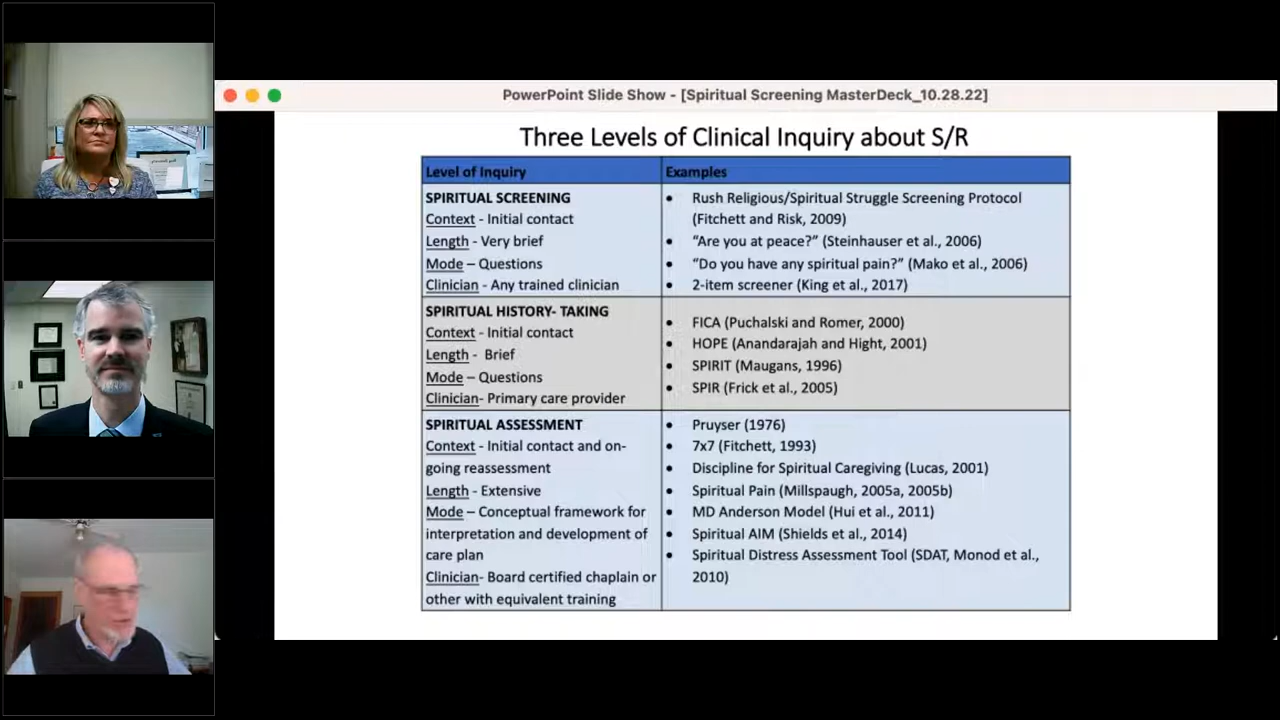 PowerPoint Slide Show - [Spiritual Screening MasterDeck_10.28.22]
Three Levels of Clinical Inquiry about S/R
Level of Inquiry
Examples
SPIRITUAL SCREENING
Context - Initial contact
Length - Very brief
Mode – Questions
Clinician - Any trained clinician
• Rush Religious/Spiritual Struggle Screening Protocol
(Fitchett and Risk, 2009)
• “Are you at peace?” (Steinhauser et al., 2006)
• “Do you have any spiritual pain?” (Mako et al., 2006)
• 2-item screener (King et al., 2017)
SPIRITUAL HISTORY- TAKING
Context - Initial contact
Length - Brief
Mode – Questions
Clinician- Primary care provider
• FICA (Puchalski and Romer, 2000)
• HOPE (Anandarajah and Hight, 2001)
• SPIRIT (Maugans, 1996)
• SPIR (Frick et al., 2005)
SPIRITUAL ASSESSMENT
Context - Initial contact and on-
going reassessment
Length - Extensive
Mode – Conceptual framework for
interpretation and development of
care plan
Clinician- Board certified chaplain or
other with equivalent training
• Pruyser (1976)
• 7x7 (Fitchett, 1993)
• Discipline for Spiritual Caregiving (Lucas, 2001)
• Spiritual Pain (Millspaugh, 2005a, 2005b)
• MD Anderson Model (Hui et al., 2011)
• Spiritual AIM (Shields et al., 2014)
• Spiritual Distress Assessment Tool (SDAT, Monod et al.,
2010)